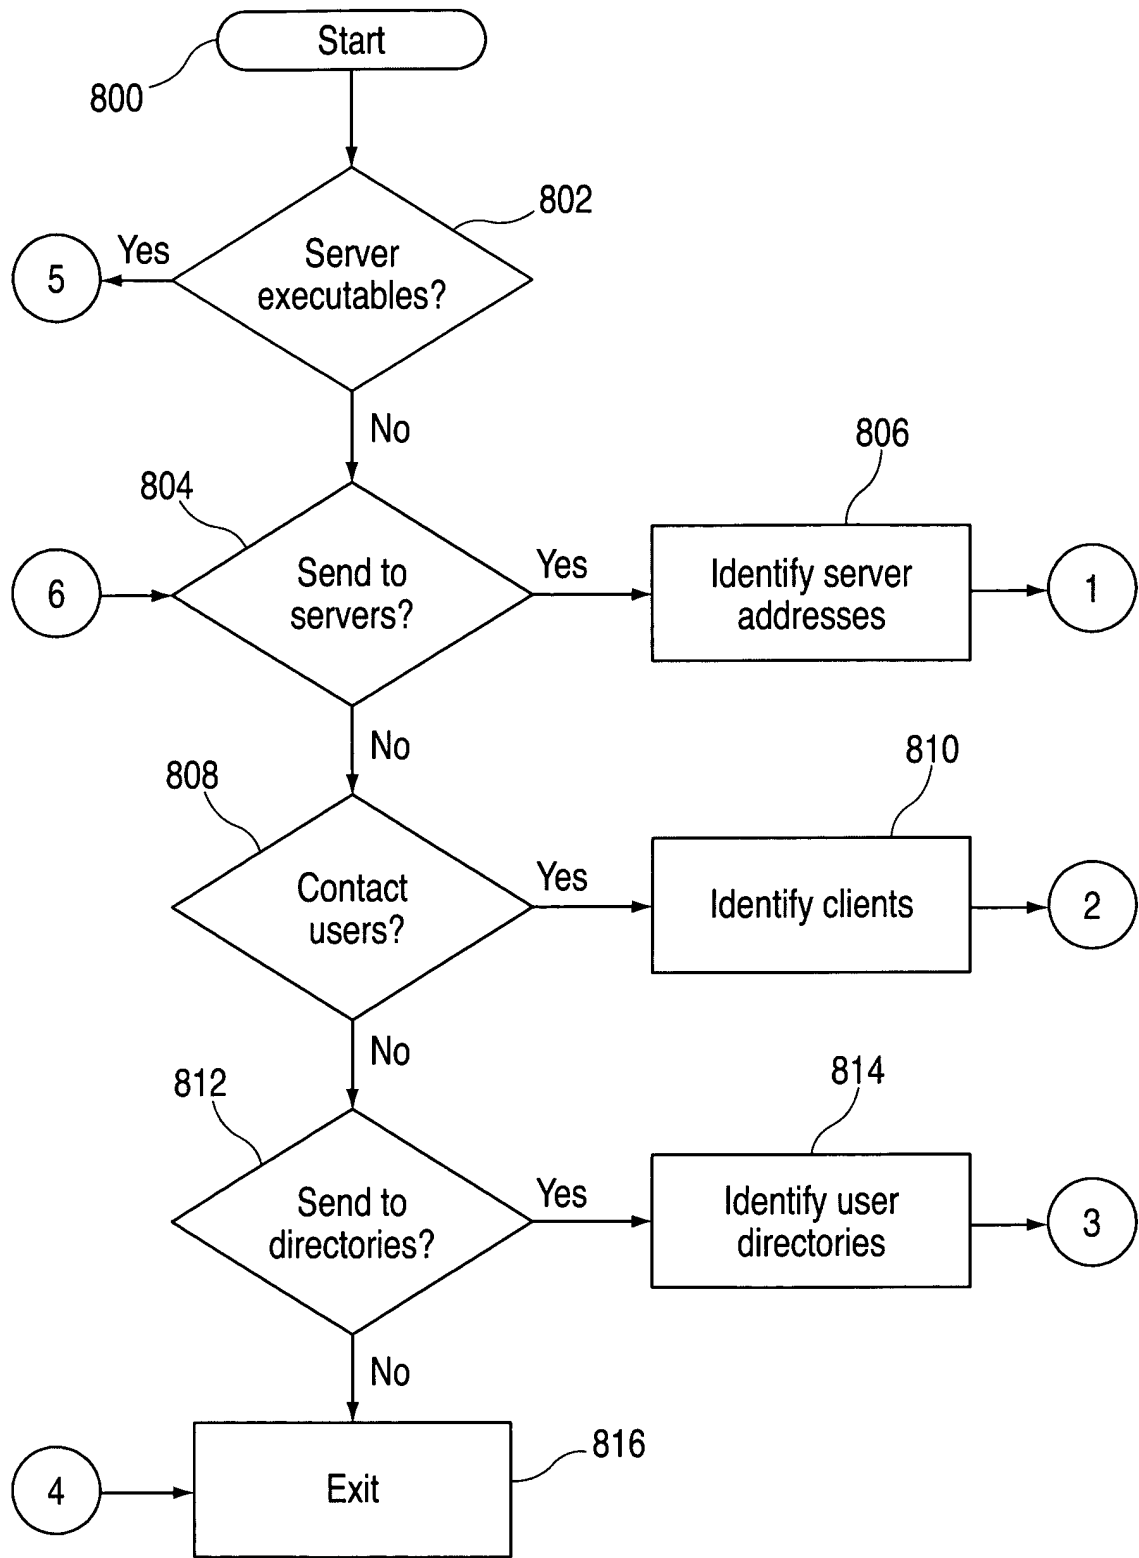 Start
800
802
Server
executables?
Yes
5
No
804
806
6
Send to
servers?
Yes
Identify server
addresses
1
No
808
810
Contact
users?
Yes
Identify clients
2
No
812
814
Send to
directories?
Yes
Identify user
directories
3
No
816
4
Exit